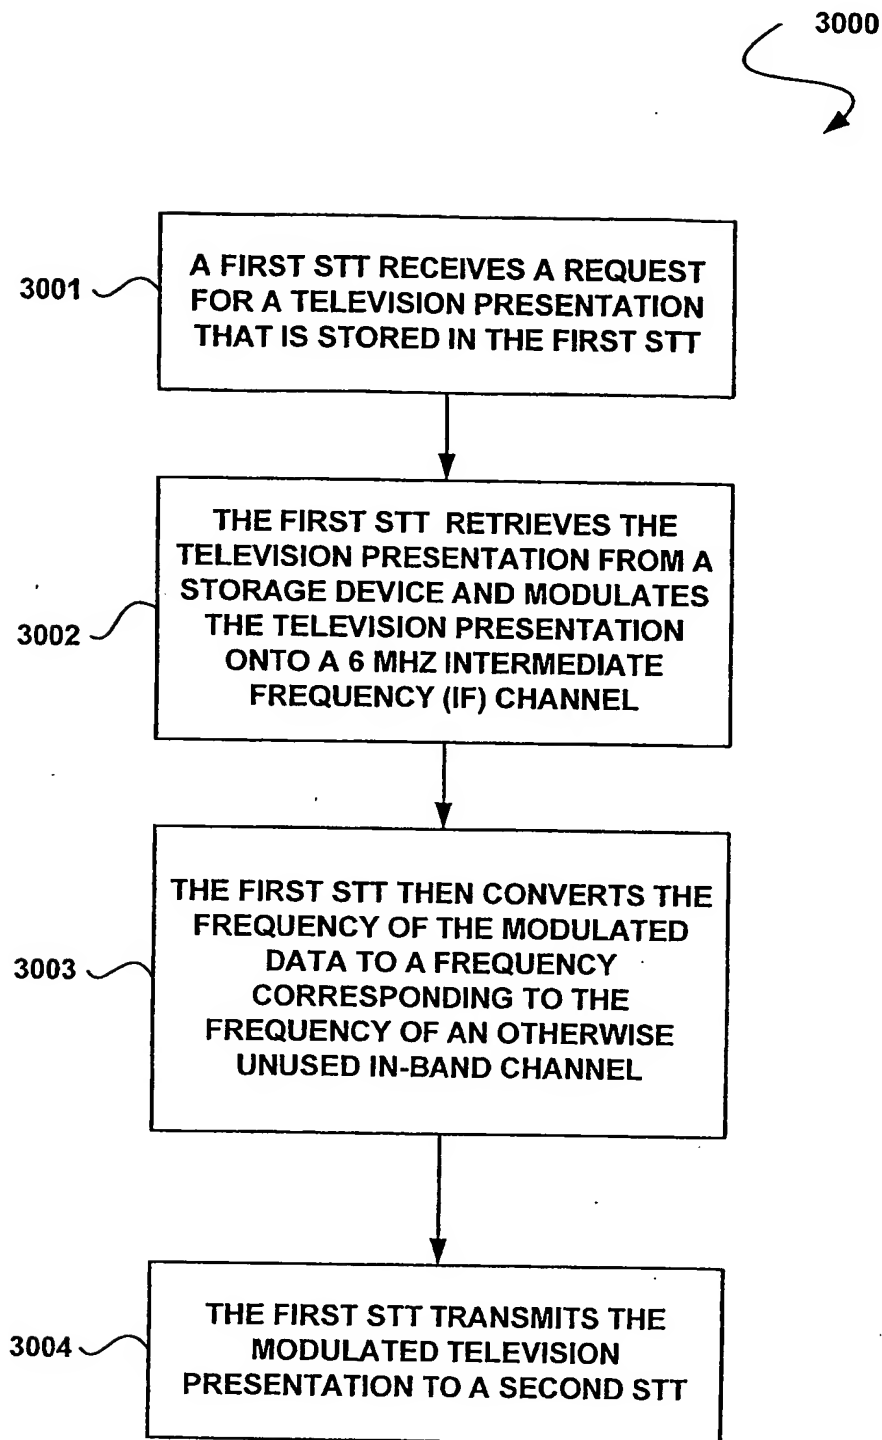 3000
3001
A FIRST STT RECEIVES A REQUEST
FOR A TELEVISION PRESENTATION
THAT IS STORED IN THE FIRST STT
3002
THE FIRST STT RETRIEVES THE
TELEVISION PRESENTATION FROM A
STORAGE DEVICE AND MODULATES
THE TELEVISION PRESENTATION
ONTO A 6 MHZ INTERMEDIATE
FREQUENCY (IF) CHANNEL
3003
THE FIRST STT THEN CONVERTS THE
FREQUENCY OF THE MODULATED
DATA TO A FREQUENCY
CORRESPONDING TO THE
FREQUENCY OF AN OTHERWISE
UNUSED IN-BAND CHANNEL
3004
THE FIRST STT TRANSMITS THE
MODULATED TELEVISION
PRESENTATION TO A SECOND STT